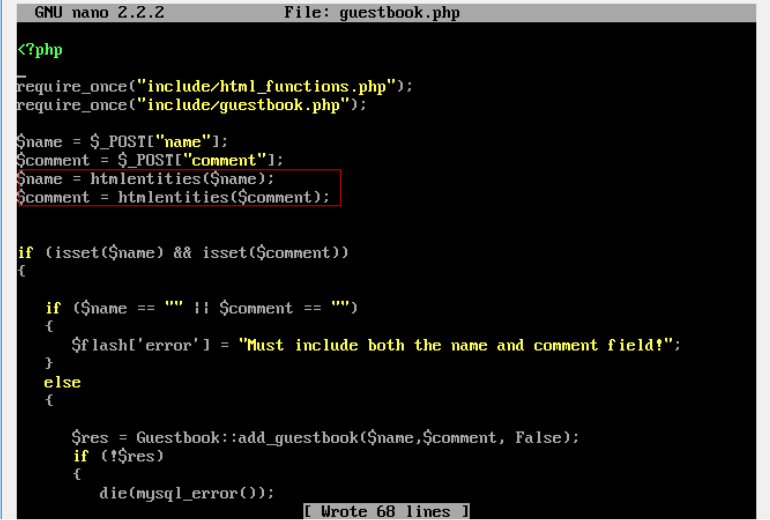 GNU nano 2.2.2 File: guestbook.php
<?php
require_once("include/html_functions.php");
require_once("include/guestbook.php");
$name = $_POST["name"];
$comment = $_POST["comment"];
$name = htmlentities($name);
$comment = htmlentities($comment);
if (isset($name) && isset($comment))
{
if ($name == "" || $comment == "")
{
$flash['error'] = "Must include both the name and comment field!";
}
else
{
$res = Guestbook::add_guestbook($name,$comment, False);
if (!$res)
{
die(mysql_error());
[ Wrote 68 lines ]